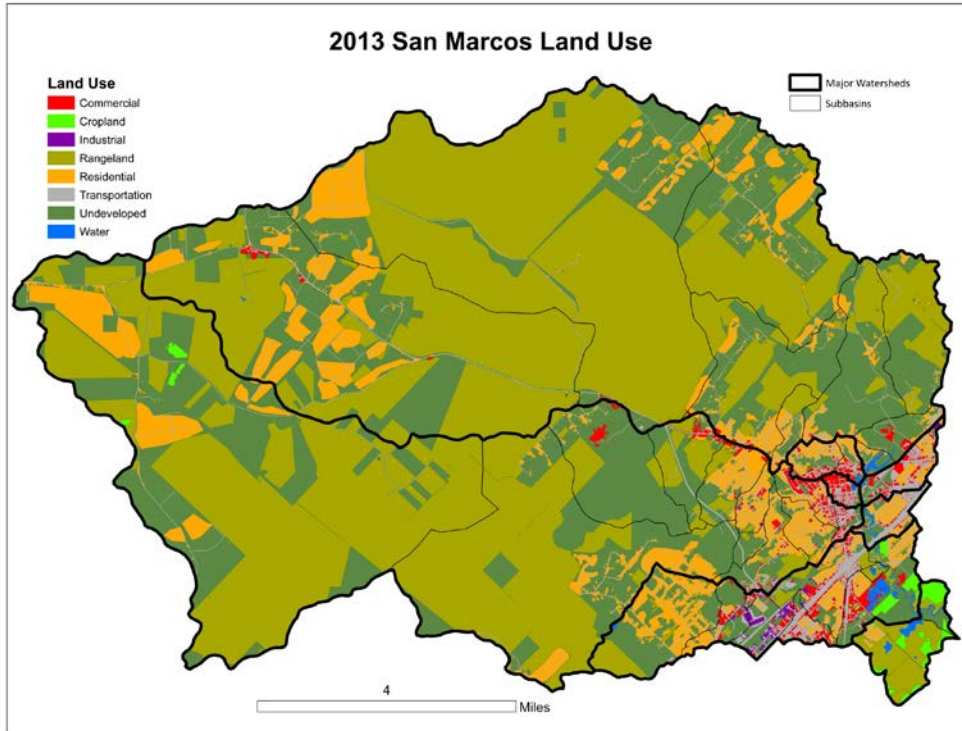 2013 San Marcos Land Use
Land Use
Commercial
Cropland
Industrial
Rangeland
Residential
Transportation
Undeveloped
Water
Major Watersheds
Subbasins
4
Miles